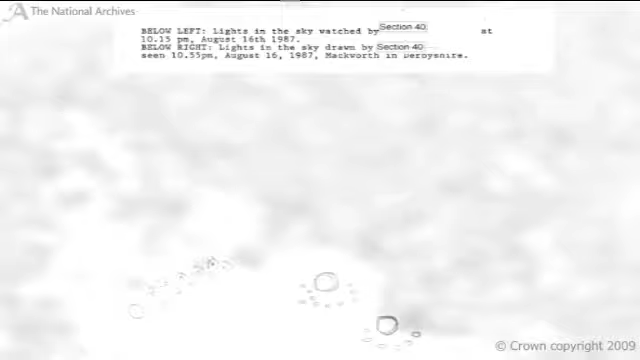 The National Archives
BELOW LEFT: Lights in the sky watched by Section 40 at
10.15 pm, August 16th 1987.
BELOW RIGHT: Lights in the sky drawn by Section 40
seen 10.55pm, August 16, 1987, Mackworth in Derbyshire.
© Crown copyright 2009